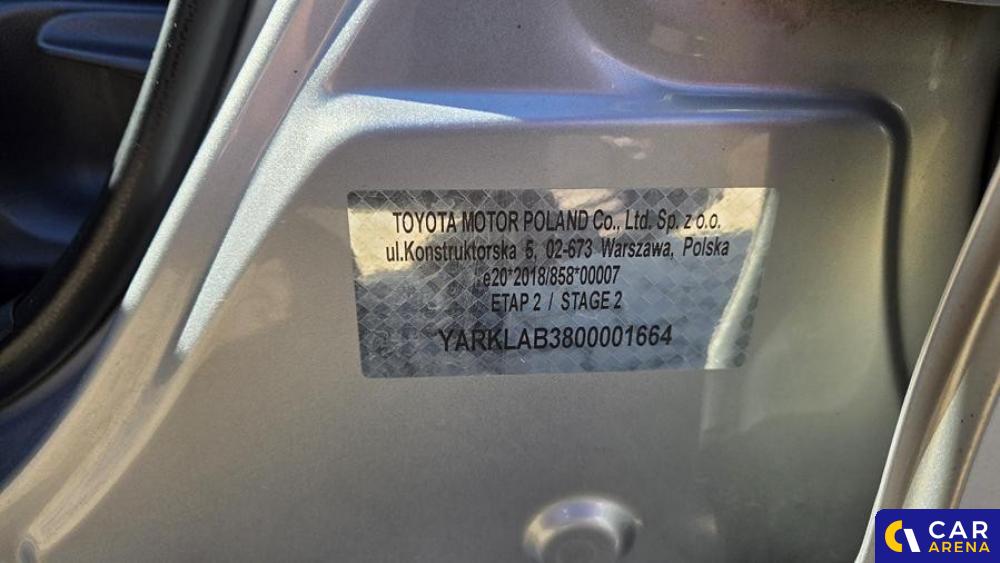 TOYOTA MOTOR POLAND Co., Ltd. Sp. z o.o.
ul.Konstruktorska 5, 02-673 Warszawa, Polska
e20*2018/858*00007
ETAP 2 / STAGE 2
YARKLAB3800001664
CAR
ARENA